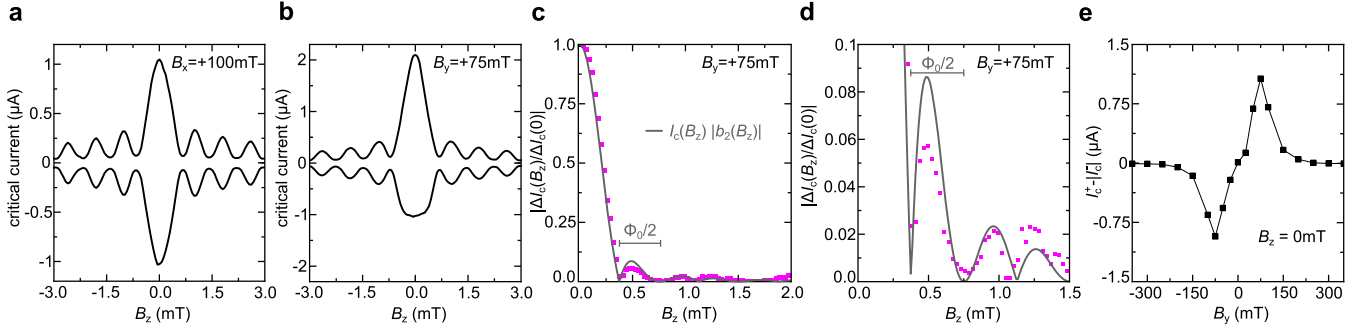 a
Bx=+100mT
critical current (µA)
1
0.5
0
-0.5
-1
-3.0
-1.5
0.0
1.5
3.0
Bz (mT)
b
By=+75mT
critical current (µA)
2
1
0
-1
-2
-3.0
-1.5
0.0
1.5
3.0
Bz (mT)
c
By=+75mT
|ΔIc(Bz)/ΔIc(0)|
1.0
0.75
0.5
0.25
0.0
Ic(Bz) |b2(Bz)|
Φ0/2
0.0
0.5
1.0
1.5
2.0
Bz (mT)
d
Φ0/2
By=+75mT
|ΔIc(Bz)/ΔIc(0)|
0.1
0.08
0.06
0.04
0.02
0
0.0
0.5
1.0
1.5
Bz (mT)
e
Ic+-|Ic-| (µA)
1.5
0.75
0
-0.75
-1.5
Bz = 0mT
-300
-150
0
150
300
By (mT)